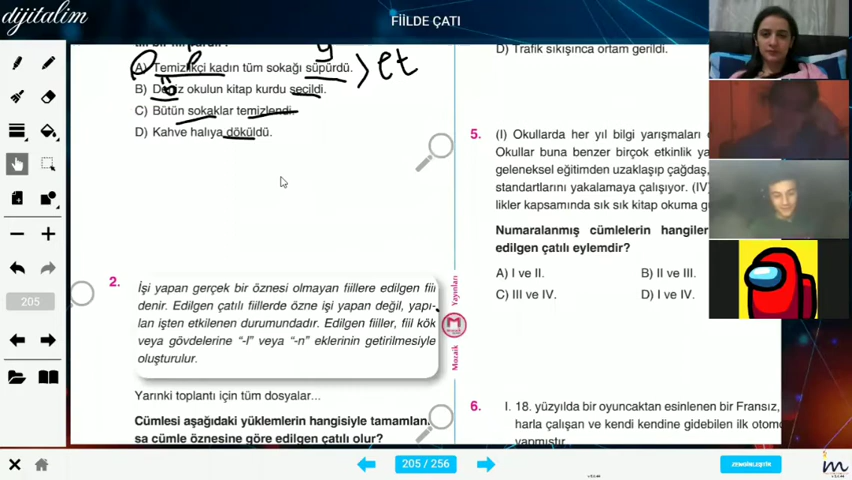 dijitalim
FİİLDE ÇATI
A) Temizlikçi kadın tüm sokağı süpürdü.
B) Deniz okulun kitap kurdu seçildi.
C) Bütün sokaklar temizlendi.
D) Kahve halıya döküldü.
et
2.
İşi yapan gerçek bir öznesi olmayan fiillere edilgen fiil
denir. Edilgen çatılı fiillerde özne işi yapan değil, yapı-
lan işten etkilenen durumundadır. Edilgen fiiller, fiil kök
veya gövdelerine "-l" veya "-n" eklerinin getirilmesiyle
oluşturulur.
Yarınki toplantı için tüm dosyalar...
Cümlesi aşağıdaki yüklemlerin hangisiyle tamamlanır-
sa cümle öznesine göre edilgen çatılı olur?
Mozaik Yayınları
D) Trafik sıkışınca ortam gerildi.
5.
(I) Okullarda her yıl bilgi yarışmaları
Okullar buna benzer birçok etkinlik
geleneksel eğitimden uzaklaşıp çağdaş,
standartlarını yakalamaya çalışıyor. (IV)
likler kapsamında sık sık kitap okuma
Numaralanmış cümlelerin
edilgen çatılı eylemdir?
A) I ve II.
B) II ve III.
C) III ve IV.
D) I ve IV.
6.
I. 18. yüzyılda bir oyuncaktan esinlenen bir Fransız,
harla çalışan ve kendi kendine gidebilen ilk
yapmıştır.
205
205 / 256
ZENGİNLEŞTİK